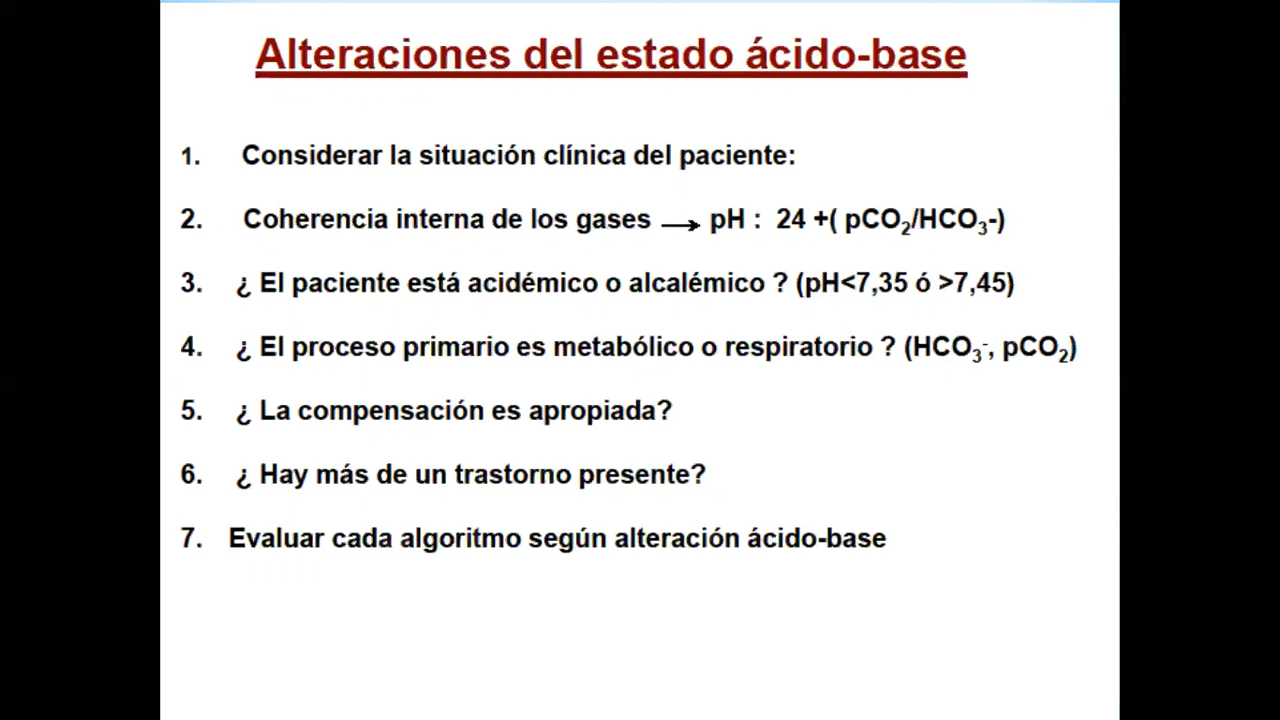 Alteraciones del estado ácido-base
1. Considerar la situación clínica del paciente:
2. Coherencia interna de los gases → pH : 24 +( pCO₂/HCO₃-)
3. ¿ El paciente está acidémico o alcalémico ? (pH<7,35 ó >7,45)
4. ¿ El proceso primario es metabólico o respiratorio ? (HCO₃⁻, pCO₂)
5. ¿ La compensación es apropiada?
6. ¿ Hay más de un trastorno presente?
7. Evaluar cada algoritmo según alteración ácido-base